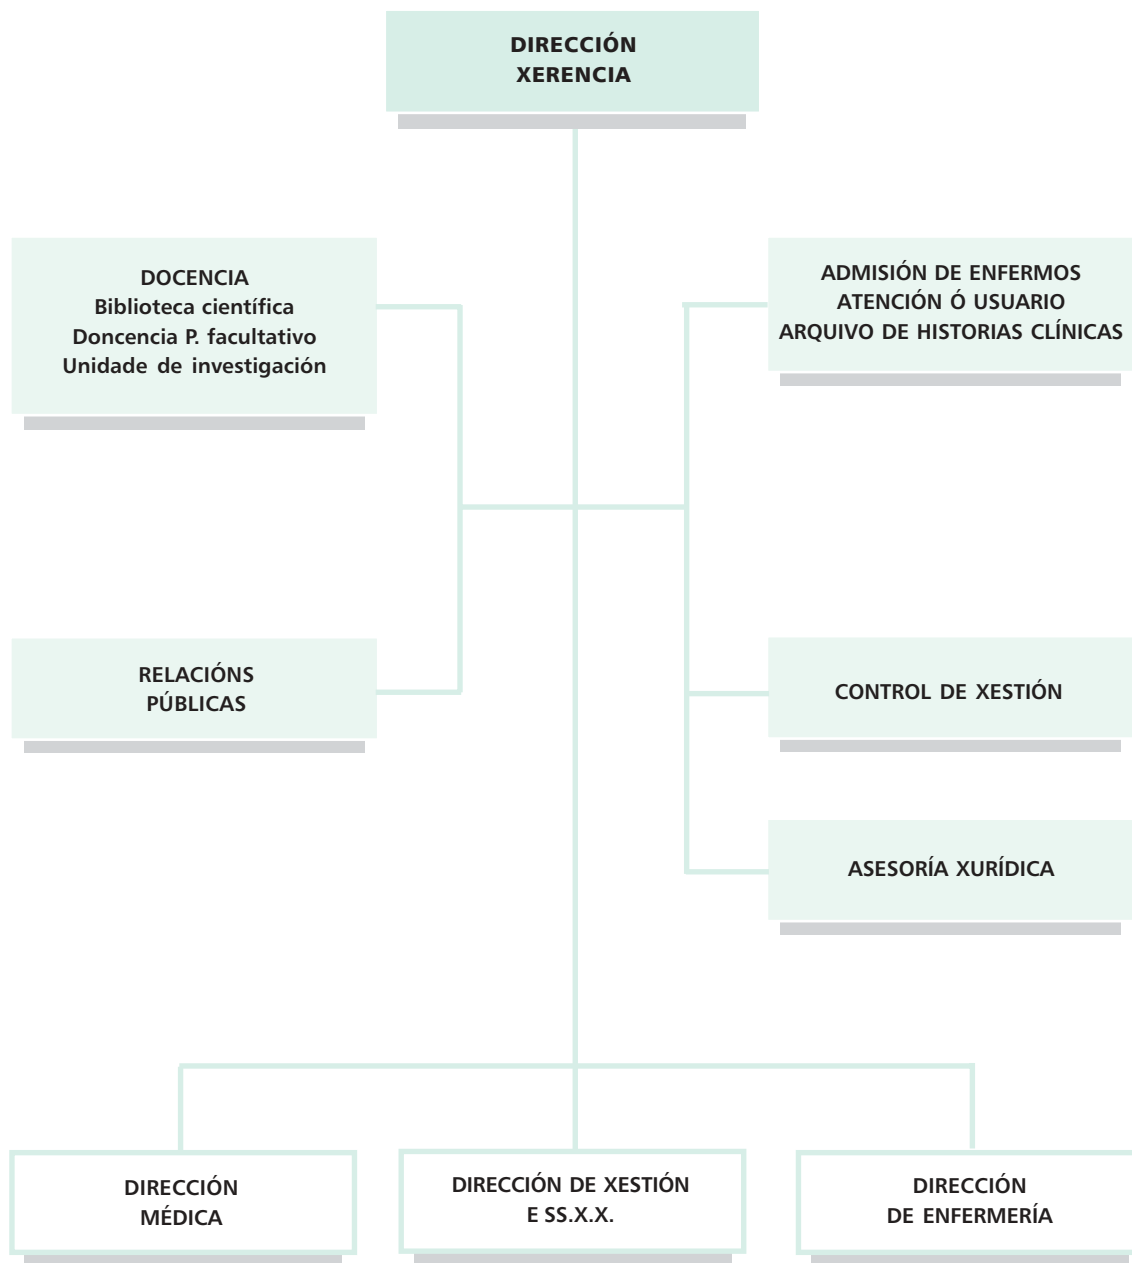 DIRECCIÓN
XERENCIA
DOCENCIA
Biblioteca científica
Doncencia P. facultativo
Unidade de investigación
ADMISIÓN DE ENFERMOS
ATENCIÓN Ó USUARIO
ARQUIVO DE HISTORIAS CLÍNICAS
RELACIÓNS
PÚBLICAS
CONTROL DE XESTIÓN
ASESORÍA XURÍDICA
DIRECCIÓN
MÉDICA
DIRECCIÓN DE XESTIÓN
E SS.X.X.
DIRECCIÓN
DE ENFERMERÍA